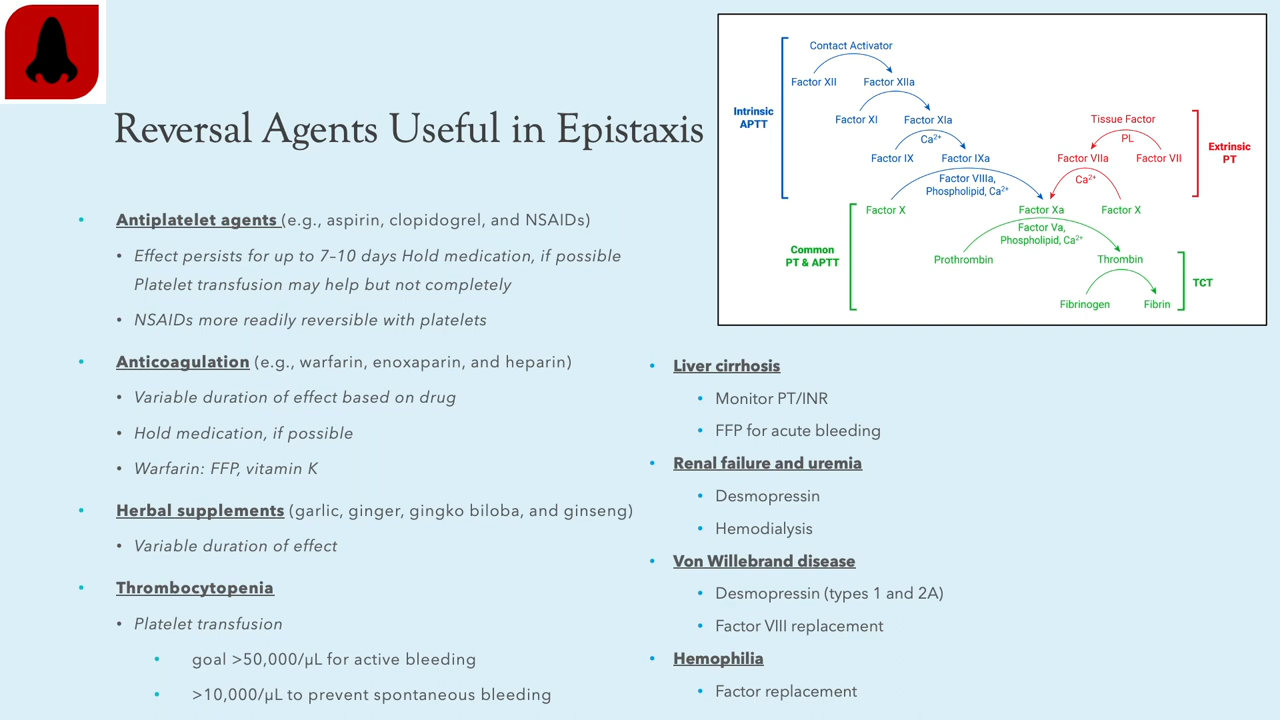 Reversal Agents Useful in Epistaxis
• Antiplatelet agents (e.g., aspirin, clopidogrel, and NSAIDs)
• Effect persists for up to 7–10 days Hold medication, if possible
Platelet transfusion may help but not completely
• NSAIDs more readily reversible with platelets
• Anticoagulation (e.g., warfarin, enoxaparin, and heparin)
• Variable duration of effect based on drug
• Hold medication, if possible
• Warfarin: FFP, vitamin K
• Herbal supplements (garlic, ginger, gingko biloba, and ginseng)
• Variable duration of effect
• Thrombocytopenia
• Platelet transfusion
• goal >50,000/μL for active bleeding
• >10,000/μL to prevent spontaneous bleeding
Contact Activator
Factor XII Factor XIIa
Intrinsic
APTT
Factor XI Factor XIa
Ca²⁺
Factor IX Factor IXa
Factor VIIIa,
Phospholipid, Ca²⁺
Tissue Factor
PL
Factor VIIa Factor VII
Ca²⁺
Extrinsic
PT
Factor X Factor Xa Factor X
Factor Va,
Phospholipid, Ca²⁺
Common
PT & APTT
Prothrombin Thrombin
TCT
Fibrinogen Fibrin
• Liver cirrhosis
• Monitor PT/INR
• FFP for acute bleeding
• Renal failure and uremia
• Desmopressin
• Hemodialysis
• Von Willebrand disease
• Desmopressin (types 1 and 2A)
• Factor VIII replacement
• Hemophilia
• Factor replacement